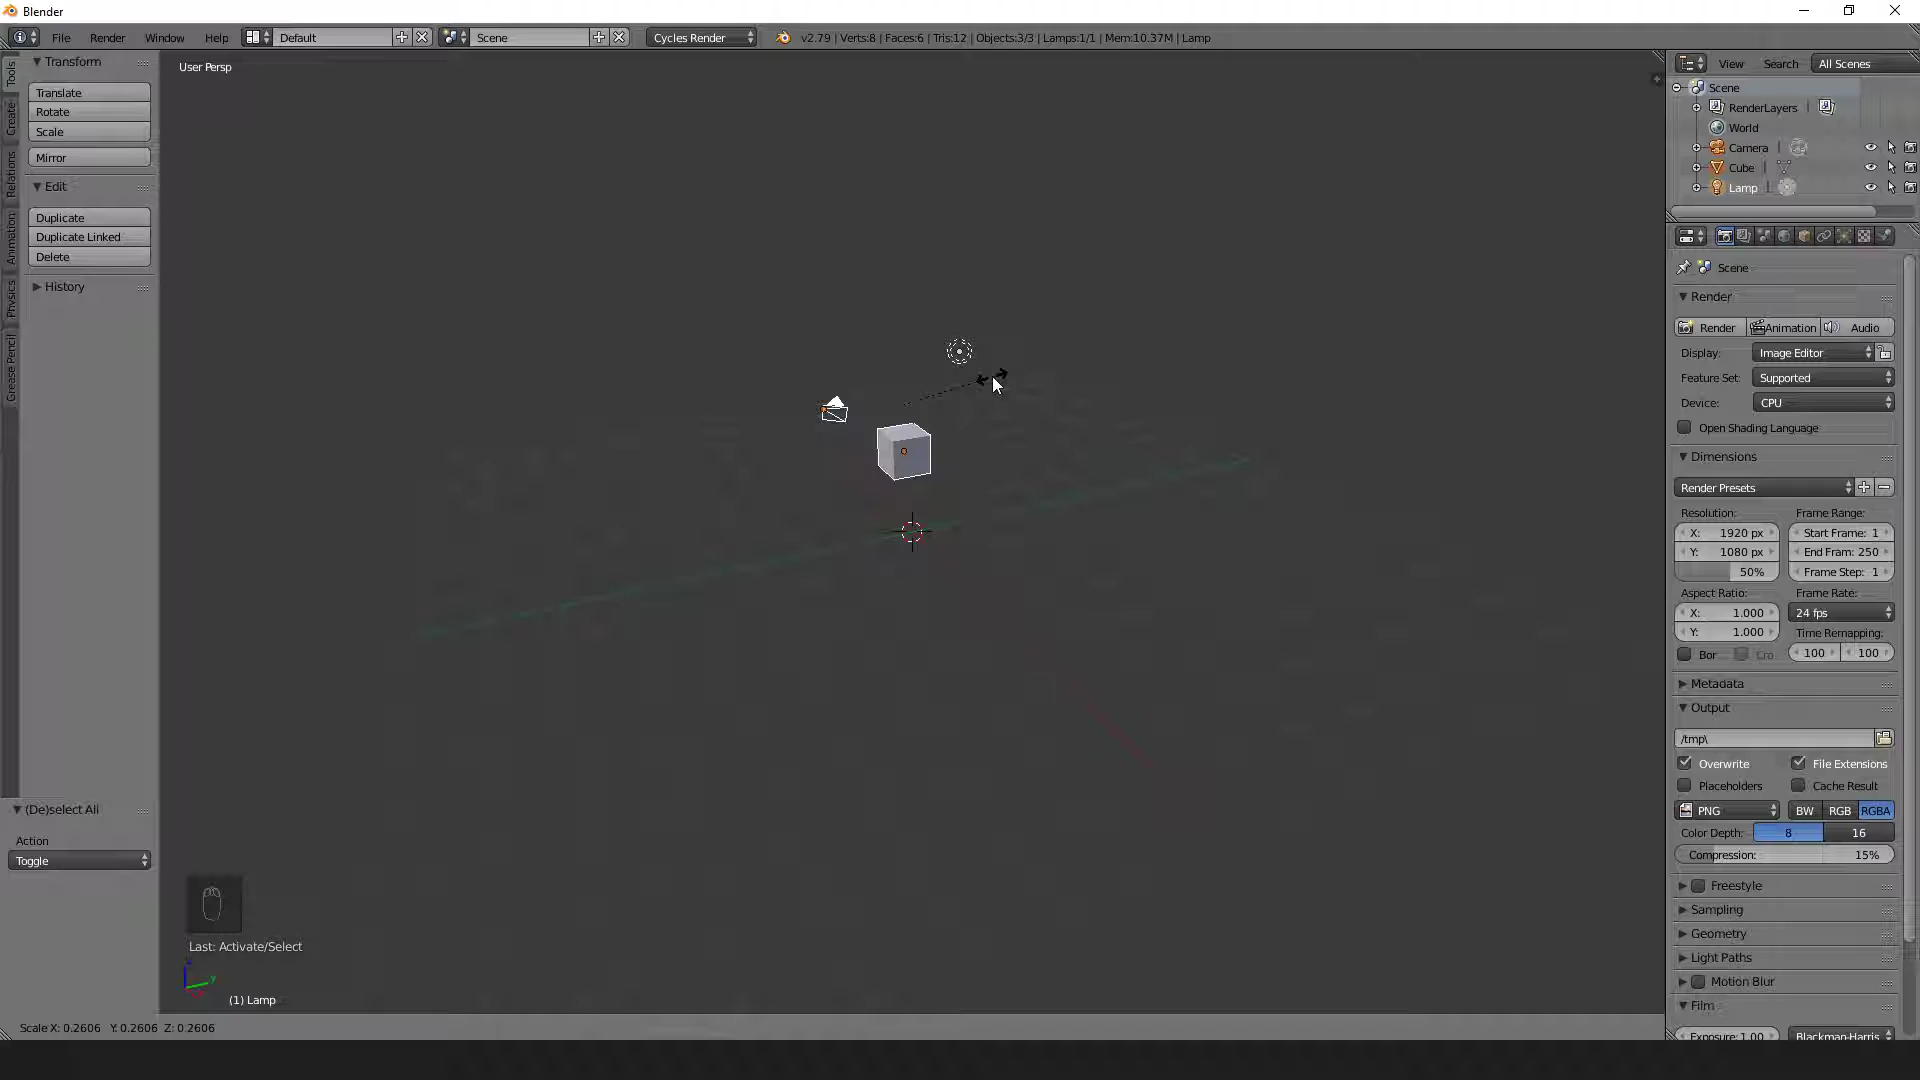 Blender
File Render Window Help Default Scene Cycles Render v2.79 | Verts:8 | Faces:6 | Tris:12 | Objects:3/3 | Lamps:1/1 | Mem:10.37M | Lamp
Tools
Create
Relations
Animation
Physics
Grease Pencil
Transform
Translate
Rotate
Scale
Mirror
Edit
Duplicate
Duplicate Linked
Delete
History
(De)select All
Action
Toggle
User Persp
Last: Activate/Select
z
y
(1) Lamp
Scale X: 0.2606 Y: 0.2606 Z: 0.2606
View Search All Scenes
Scene
RenderLayers
World
Camera
Cube
Lamp
Scene
Render
Render Animation Audio
Display: Image Editor
Feature Set: Supported
Device: CPU
Open Shading Language
Dimensions
Render Presets
Resolution: Frame Range:
X: 1920 px Start Frame: 1
Y: 1080 px End Fram: 250
50% Frame Step: 1
Aspect Ratio: Frame Rate:
X: 1.000 24 fps
Y: 1.000 Time Remapping:
Bor Cro 100 100
Metadata
Output
/tmp\
Overwrite File Extensions
Placeholders Cache Result
PNG BW RGB RGBA
Color Depth: 8 16
Compression: 15%
Freestyle
Sampling
Geometry
Light Paths
Motion Blur
Film
Exposure:1.00 Blackman-Harris